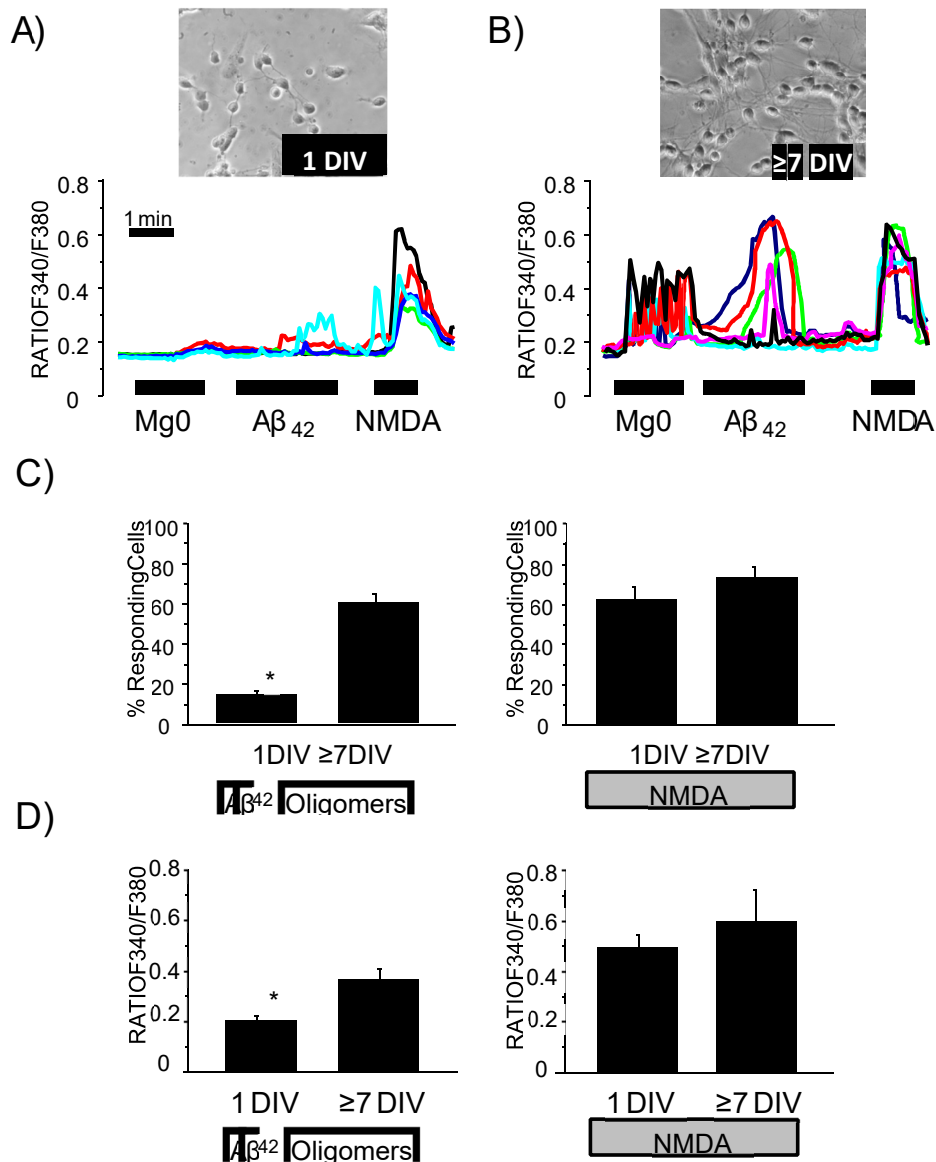 A)
1 DIV
RATIOF340/F380
0.8
0.6
0.4
0.2
0
1 min
Mg0 Aβ 42 NMDA
B)
≥7 DIV
RATIOF340/F380
0.8
0.6
0.4
0.2
0
Mg0 Aβ 42 NMDA
C)
% RespondingCells
100
80
60
40
20
0
*
1DIV ≥7DIV
Aβ42 Oligomers
% RespondingCells
100
80
60
40
20
0
1DIV ≥7DIV
NMDA
D)
RATIOF340/F380
0.8
0.6
0.4
0.2
0
*
1 DIV ≥7 DIV
Aβ42 Oligomers
RATIOF340/F380
0.8
0.6
0.4
0.2
0
1 DIV ≥7 DIV
NMDA